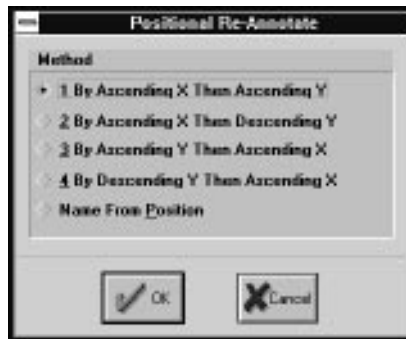 Positional Re-Annotate
Method
1 By Ascending X Then Ascending Y
2 By Ascending X Then Descending Y
3 By Ascending Y Then Ascending X
4 By Descending Y Then Ascending X
Name From Position
OK
Cancel